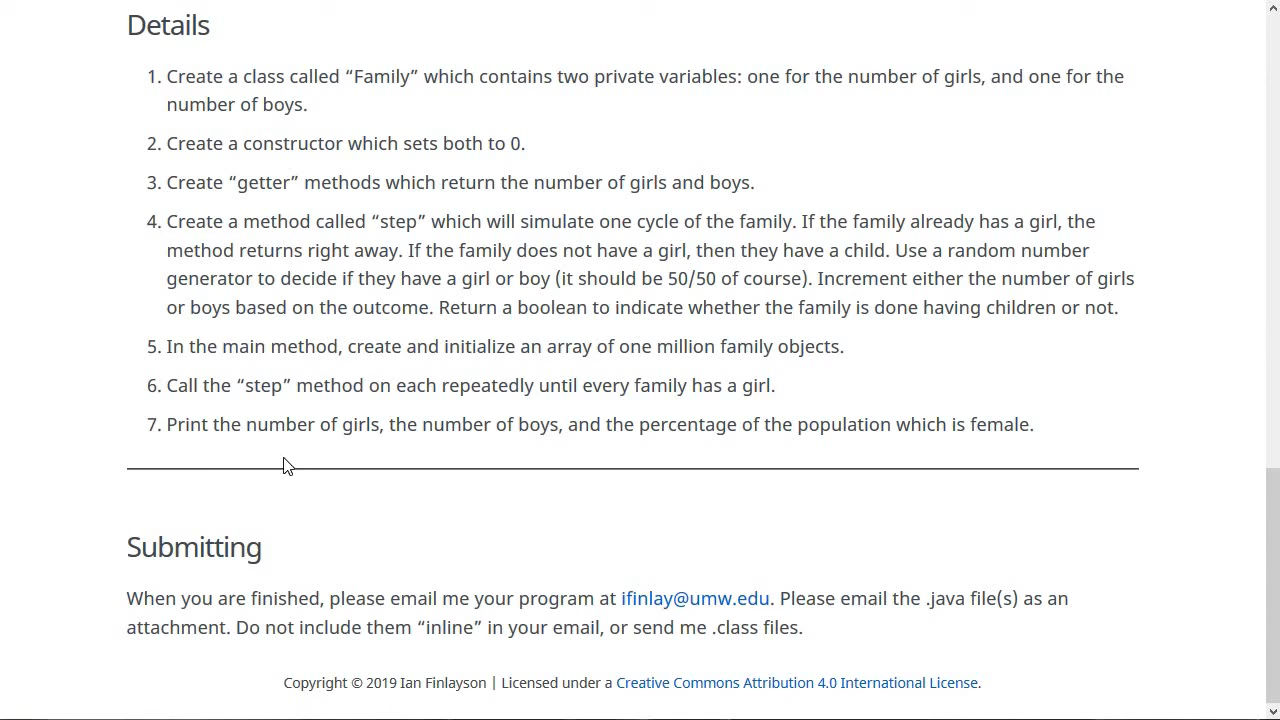 Details
1. Create a class called “Family” which contains two private variables: one for the number of girls, and one for the
number of boys.
2. Create a constructor which sets both to 0.
3. Create “getter” methods which return the number of girls and boys.
4. Create a method called “step” which will simulate one cycle of the family. If the family already has a girl, the
method returns right away. If the family does not have a girl, then they have a child. Use a random number
generator to decide if they have a girl or boy (it should be 50/50 of course). Increment either the number of girls
or boys based on the outcome. Return a boolean to indicate whether the family is done having children or not.
5. In the main method, create and initialize an array of one million family objects.
6. Call the “step” method on each repeatedly until every family has a girl.
7. Print the number of girls, the number of boys, and the percentage of the population which is female.
Submitting
When you are finished, please email me your program at ifinlay@umw.edu. Please email the .java file(s) as an
attachment. Do not include them “inline” in your email, or send me .class files.
Copyright © 2019 Ian Finlayson | Licensed under a Creative Commons Attribution 4.0 International License.